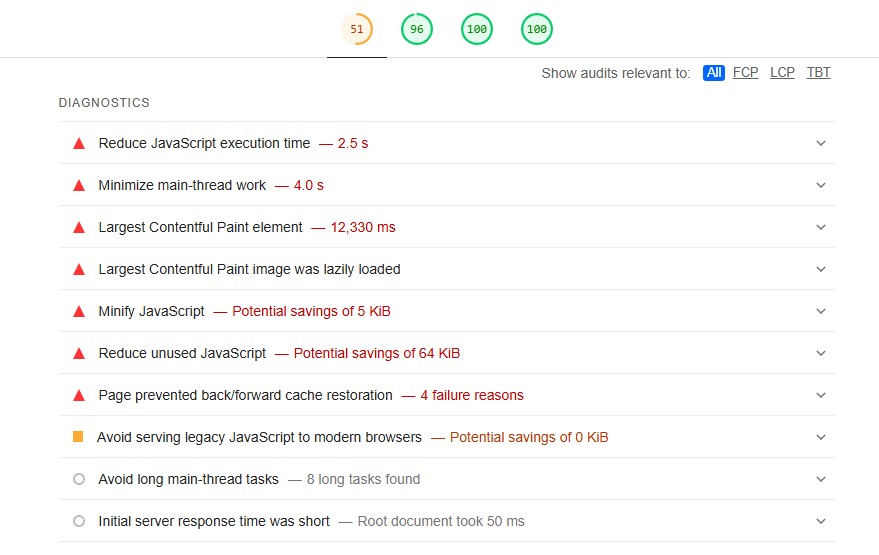 51 96 100 100
Show audits relevant to: All FCP LCP TBT
DIAGNOSTICS
Reduce JavaScript execution time — 2.5 s
Minimize main-thread work — 4.0 s
Largest Contentful Paint element — 12,330 ms
Largest Contentful Paint image was lazily loaded
Minify JavaScript — Potential savings of 5 KiB
Reduce unused JavaScript — Potential savings of 64 KiB
Page prevented back/forward cache restoration — 4 failure reasons
Avoid serving legacy JavaScript to modern browsers — Potential savings of 0 KiB
Avoid long main-thread tasks — 8 long tasks found
Initial server response time was short — Root document took 50 ms